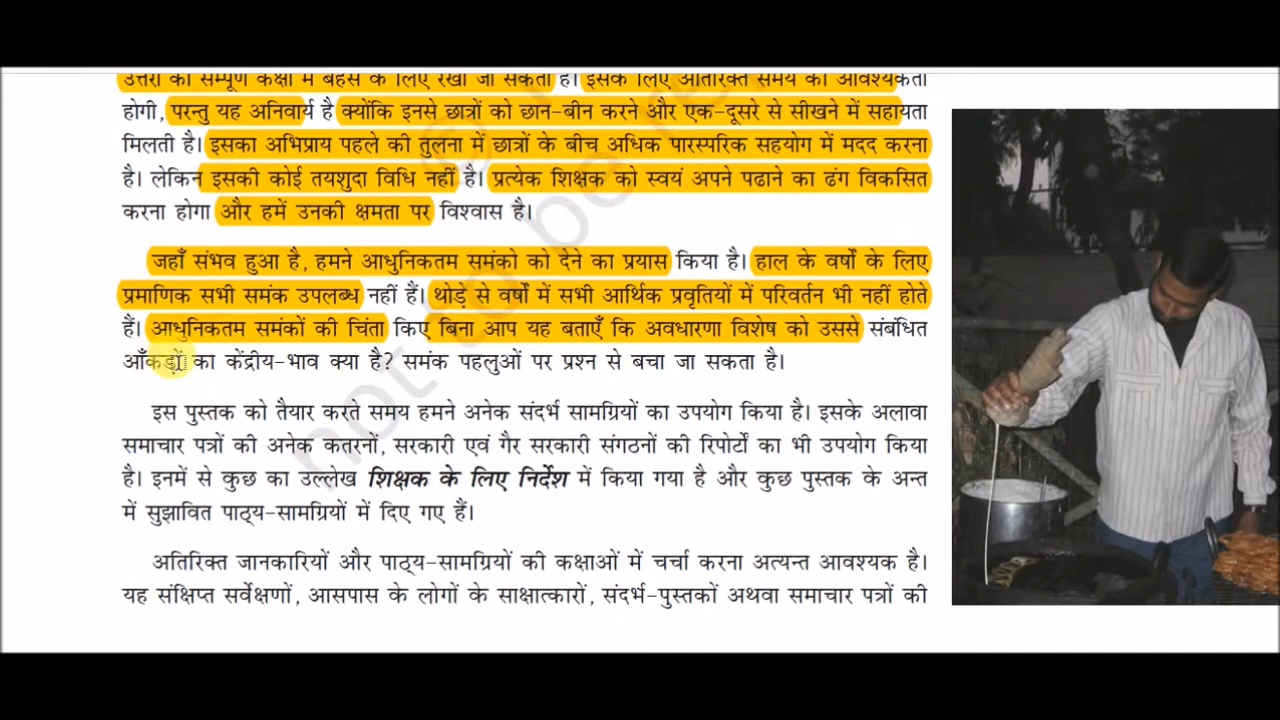 उत्तरों को सम्पूर्ण कक्षा में बहस के लिए रखा जा सकता है। इसके लिए अतिरिक्त समय की आवश्यकता
होगी, परन्तु यह अनिवार्य है क्योंकि इनसे छात्रों को छान-बीन करने और एक-दूसरे से सीखने में सहायता
मिलती है। इसका अभिप्राय पहले की तुलना में छात्रों के बीच अधिक पारस्परिक सहयोग में मदद करना
है। लेकिन इसकी कोई तयशुदा विधि नहीं है। प्रत्येक शिक्षक को स्वयं अपने पढाने का ढंग विकसित
करना होगा और हमें उनकी क्षमता पर विश्वास है।
जहाँ संभव हुआ है, हमने आधुनिकतम समंको को देने का प्रयास किया है। हाल के वर्षों के लिए
प्रमाणिक सभी समंक उपलब्ध नहीं हैं। थोड़े से वर्षों में सभी आर्थिक प्रवृतियों में परिवर्तन भी नहीं होते
हैं। आधुनिकतम समंकों की चिंता किए बिना आप यह बताएँ कि अवधारणा विशेष को उससे संबंधित
आँकड़ों का केंद्रीय-भाव क्या है? समंक पहलुओं पर प्रश्न से बचा जा सकता है।
इस पुस्तक को तैयार करते समय हमने अनेक संदर्भ सामग्रियों का उपयोग किया है। इसके अलावा
समाचार पत्रों की अनेक कतरनों, सरकारी एवं गैर सरकारी संगठनों की रिपोर्टों का भी उपयोग किया
है। इनमें से कुछ का उल्लेख शिक्षक के लिए निर्देश में किया गया है और कुछ पुस्तक के अन्त
में सुझावित पाठ्य-सामग्रियों में दिए गए हैं।
अतिरिक्त जानकारियों और पाठ्य-सामग्रियों की कक्षाओं में चर्चा करना अत्यन्त आवश्यक है।
यह संक्षिप्त सर्वेक्षणों, आसपास के लोगों के साक्षात्कारों, संदर्भ-पुस्तकों अथवा समाचार पत्रों की
not to be re